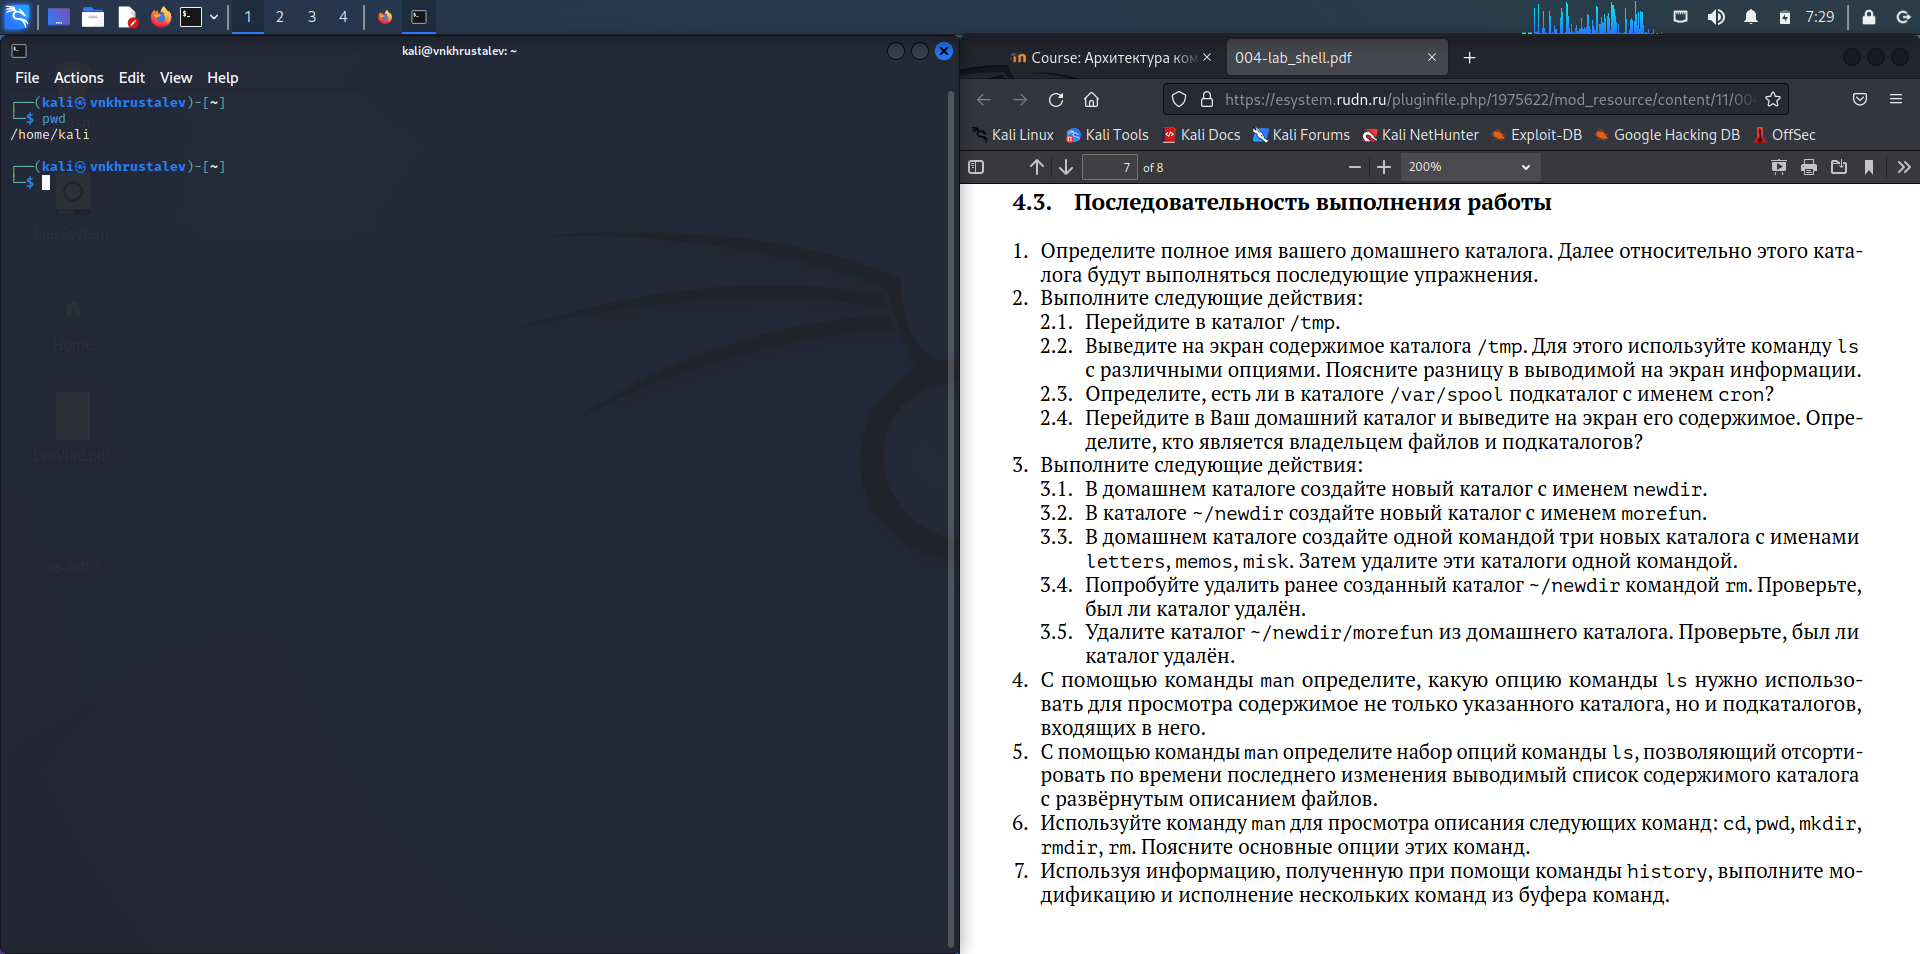 1 2 3 4
7:29
kali@vnkhrustalev: ~
File Actions Edit View Help
┌──(kali㉿vnkhrustalev)-[~]
└─$ pwd
/home/kali
┌──(kali㉿vnkhrustalev)-[~]
└─$
File System
Home
LabVlad.pdf
os-intro
Course: Архитектура ком
004-lab_shell.pdf
https://esystem.rudn.ru/pluginfile.php/1975622/mod_resource/content/11/00
Kali Linux Kali Tools Kali Docs Kali Forums Kali NetHunter Exploit-DB Google Hacking DB OffSec
7 of 8 200%
4.3. Последовательность выполнения работы
1. Определите полное имя вашего домашнего каталога. Далее относительно этого ката-
лога будут выполняться последующие упражнения.
2. Выполните следующие действия:
2.1. Перейдите в каталог /tmp.
2.2. Выведите на экран содержимое каталога /tmp. Для этого используйте команду ls
с различными опциями. Поясните разницу в выводимой на экран информации.
2.3. Определите, есть ли в каталоге /var/spool подкаталог с именем cron?
2.4. Перейдите в Ваш домашний каталог и выведите на экран его содержимое. Опре-
делите, кто является владельцем файлов и подкаталогов?
3. Выполните следующие действия:
3.1. В домашнем каталоге создайте новый каталог с именем newdir.
3.2. В каталоге ~/newdir создайте новый каталог с именем morefun.
3.3. В домашнем каталоге создайте одной командой три новых каталога с именами
letters, memos, misk. Затем удалите эти каталоги одной командой.
3.4. Попробуйте удалить ранее созданный каталог ~/newdir командой rm. Проверьте,
был ли каталог удалён.
3.5. Удалите каталог ~/newdir/morefun из домашнего каталога. Проверьте, был ли
каталог удалён.
4. С помощью команды man определите, какую опцию команды ls нужно использо-
вать для просмотра содержимое не только указанного каталога, но и подкаталогов,
входящих в него.
5. С помощью команды man определите набор опций команды ls, позволяющий отсорти-
ровать по времени последнего изменения выводимый список содержимого каталога
с развёрнутым описанием файлов.
6. Используйте команду man для просмотра описания следующих команд: cd, pwd, mkdir,
rmdir, rm. Поясните основные опции этих команд.
7. Используя информацию, полученную при помощи команды history, выполните мо-
дификацию и исполнение нескольких команд из буфера команд.